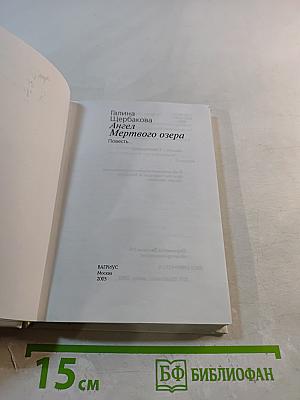 Галина
Щербакова
Ангел
Мертвого озера
Повесть
ВАГРИУС
Москва
2003
15 см
БФ БИБЛИОФАН